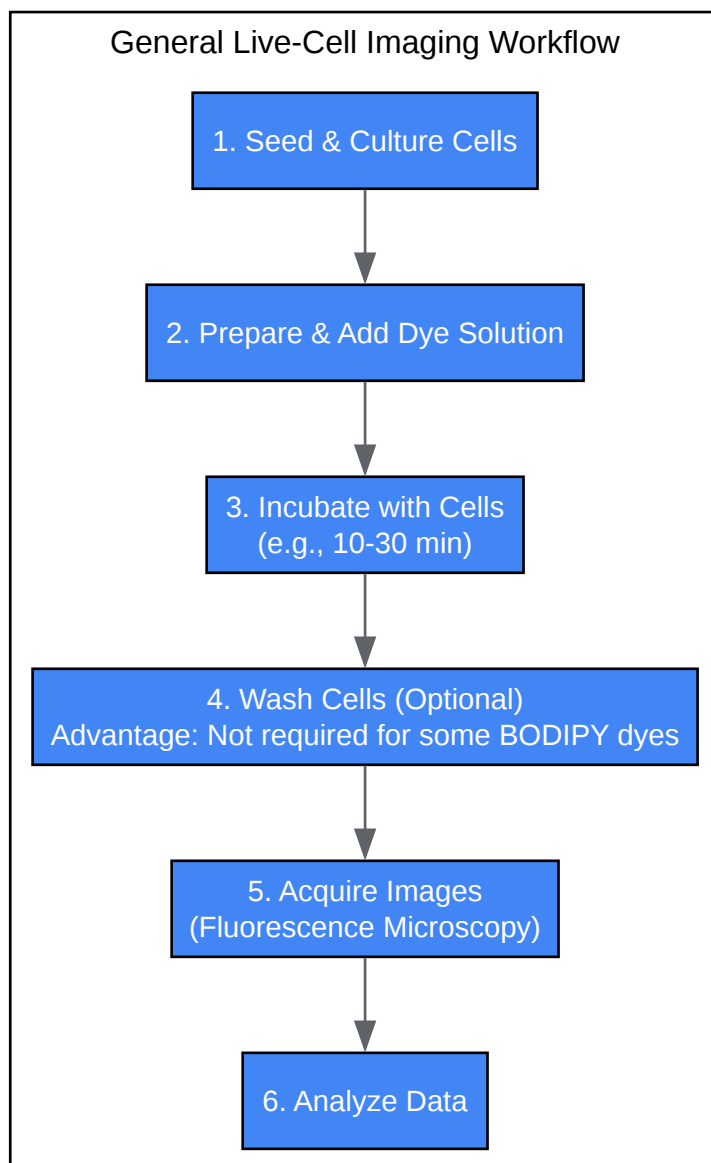 General Live-Cell Imaging Workflow
1. Seed & Culture Cells
2. Prepare & Add Dye Solution
3. Incubate with Cells
(e.g., 10-30 min)
4. Wash Cells (Optional)
Advantage: Not required for some BODIPY dyes
5. Acquire Images
(Fluorescence Microscopy)
6. Analyze Data